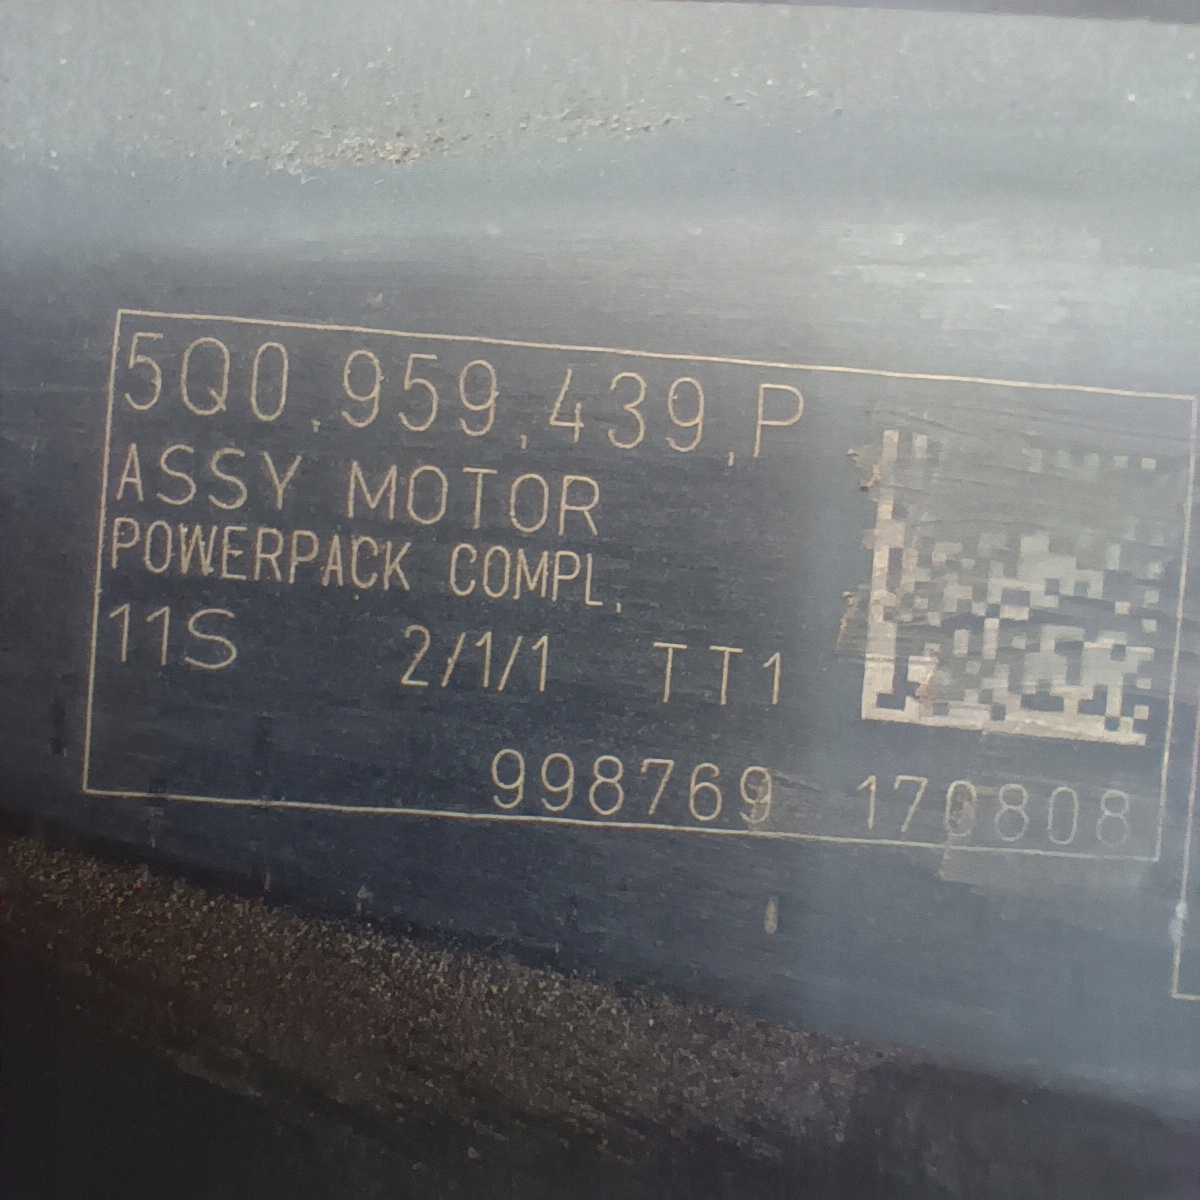 5Q0.959.439.P
ASSY MOTOR
POWERPACK COMPL.
11S 2/1/1 TT1
998769 170808